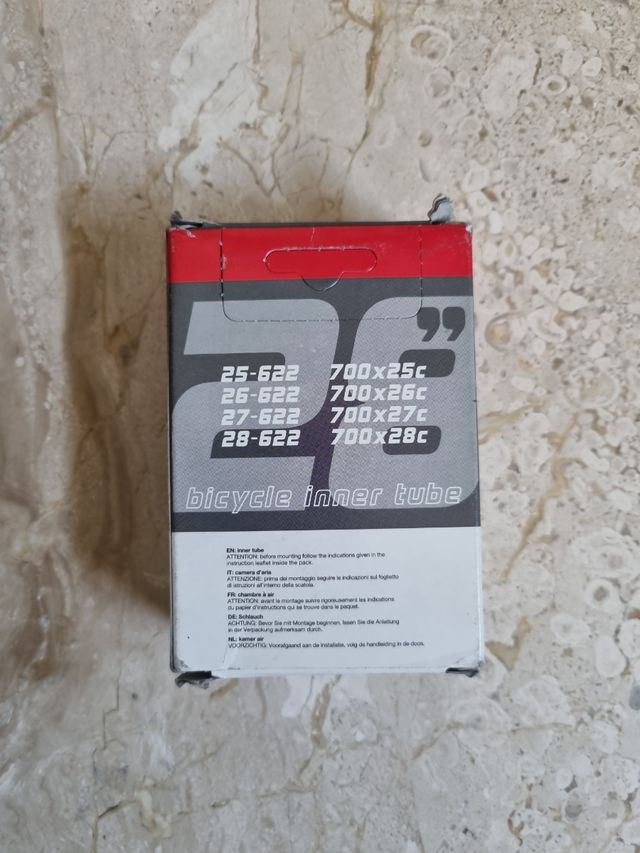 28”
25-622 700x25c
26-622 700x26c
27-622 700x27c
28-622 700x28c
bicycle inner tube
EN: inner tube
ATTENTION: before mounting follow the indications given in the
instruction leaflet inside the pack.
IT: camera d'aria
ATTENZIONE: prima del montaggio seguire le indicazioni sul foglietto
di istruzioni all'interno della scatola.
FR: chambre à air
ATTENTION: avant le montage suivre rigoureusement les indications
du papier d'instructions qui se trouve dans le paquet.
DE: Schlauch
ACHTUNG: Bevor Sie mit Montage beginnen, lesen Sie die Anleitung
in der Verpackung aufmerksam durch.
NL: kamer air
VOORZICHTIG: Voorafgaand aan de installatie, volg de handleiding in de doos.